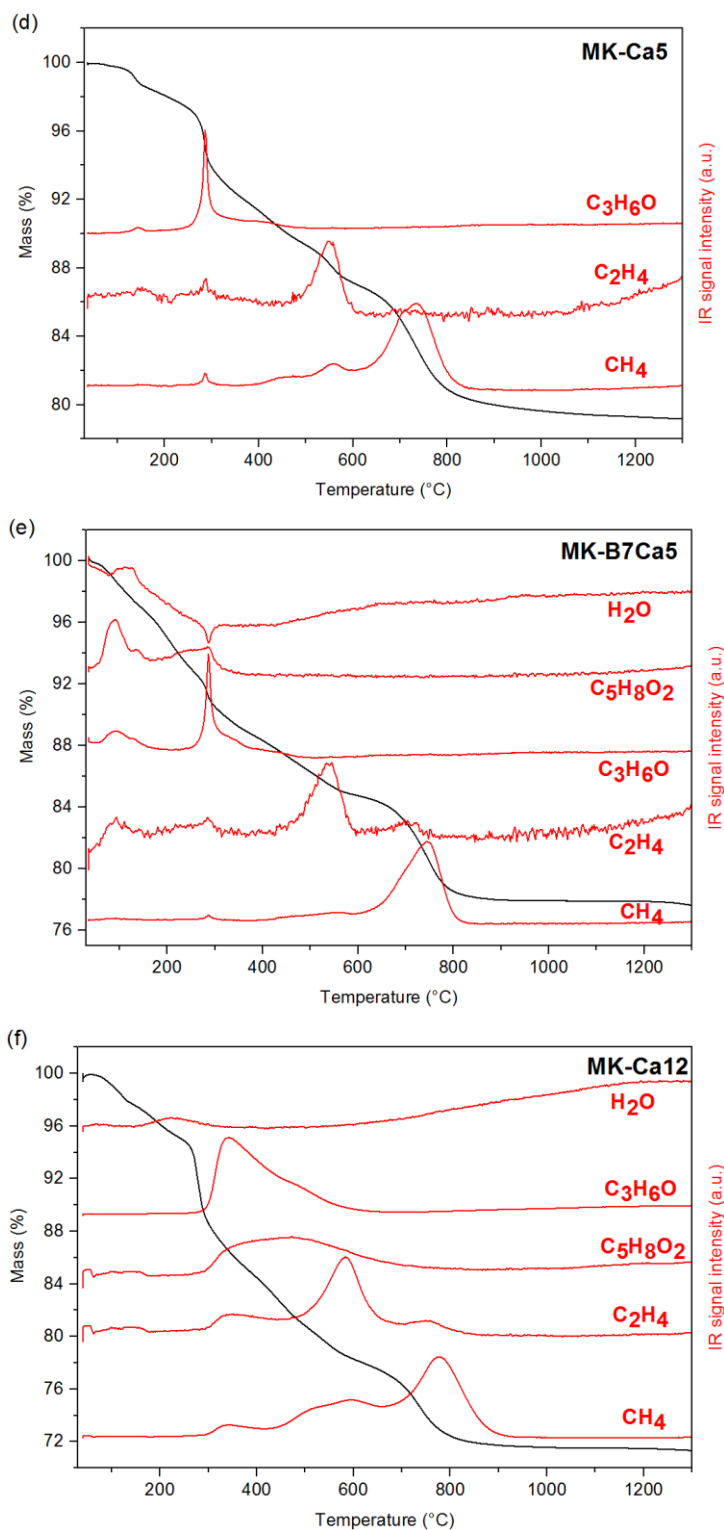 (d)
MK-Ca5
100
96
92
88
84
80
Mass (%)
IR signal intensity (a.u.)
C3H6O
C2H4
CH4
200 400 600 800 1000 1200
Temperature (°C)
(e)
MK-B7Ca5
100
96
92
88
84
80
76
Mass (%)
IR signal intensity (a.u.)
H2O
C5H8O2
C3H6O
C2H4
CH4
200 400 600 800 1000 1200
Temperature (°C)
(f)
MK-Ca12
100
96
92
88
84
80
76
72
Mass (%)
IR signal intensity (a.u.)
H2O
C3H6O
C5H8O2
C2H4
CH4
200 400 600 800 1000 1200
Temperature (°C)